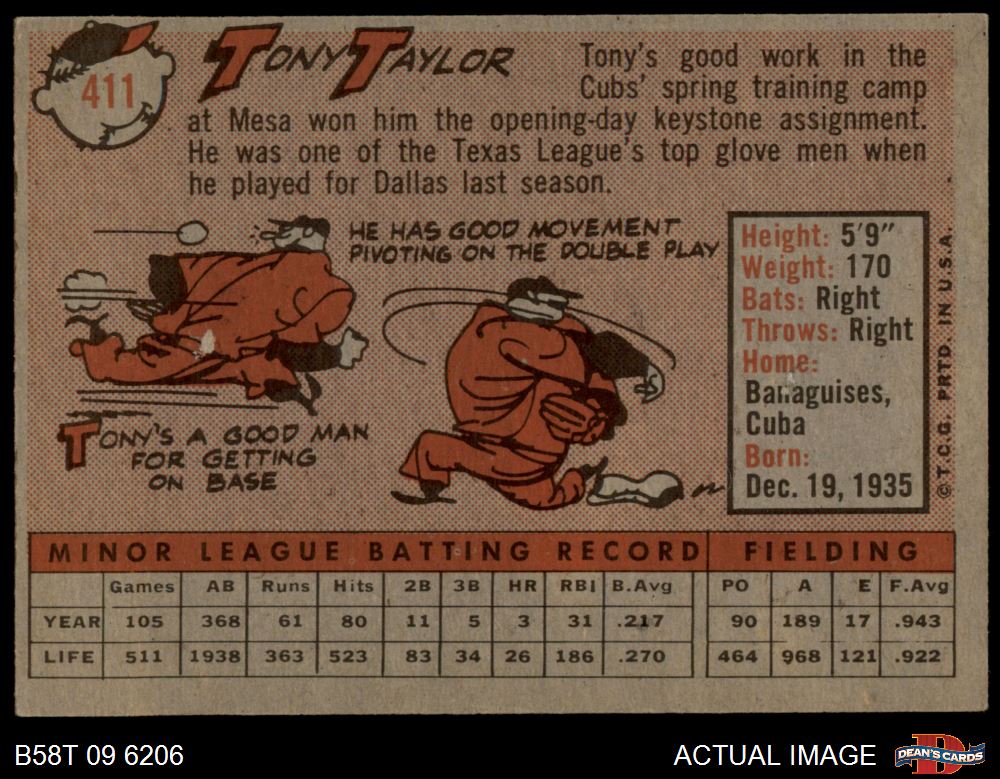 411
TONY TAYLOR
Tony's good work in the
Cubs' spring training camp
at Mesa won him the opening-day keystone assignment.
He was one of the Texas League's top glove men when
he played for Dallas last season.
HE HAS GOOD MOVEMENT
PIVOTING ON THE DOUBLE PLAY
TONY'S A GOOD MAN
FOR GETTING
ON BASE
Height: 5'9"
Weight: 170
Bats: Right
Throws: Right
Home:
Banaguises,
Cuba
Born:
Dec. 19, 1935
© T.C.G. PRTD. IN U.S.A.
MINOR LEAGUE BATTING RECORD FIELDING
Games AB Runs Hits 2B 3B HR RBI B.Avg PO A E F.Avg
YEAR 105 368 61 80 11 5 3 31 .217 90 189 17 .943
LIFE 511 1938 363 523 83 34 26 186 .270 464 968 121 .922
B58T 09 6206 ACTUAL IMAGE D DEAN'S CARDS